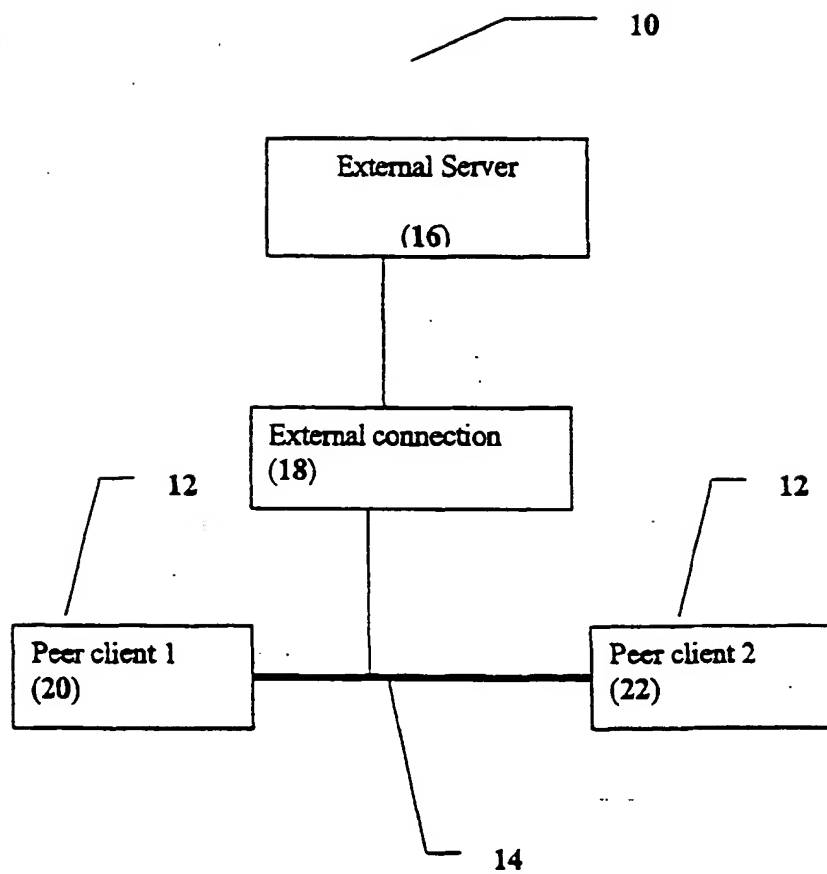 10
External Server
(16)
External connection
(18)
12
12
Peer client 1
(20)
Peer client 2
(22)
14